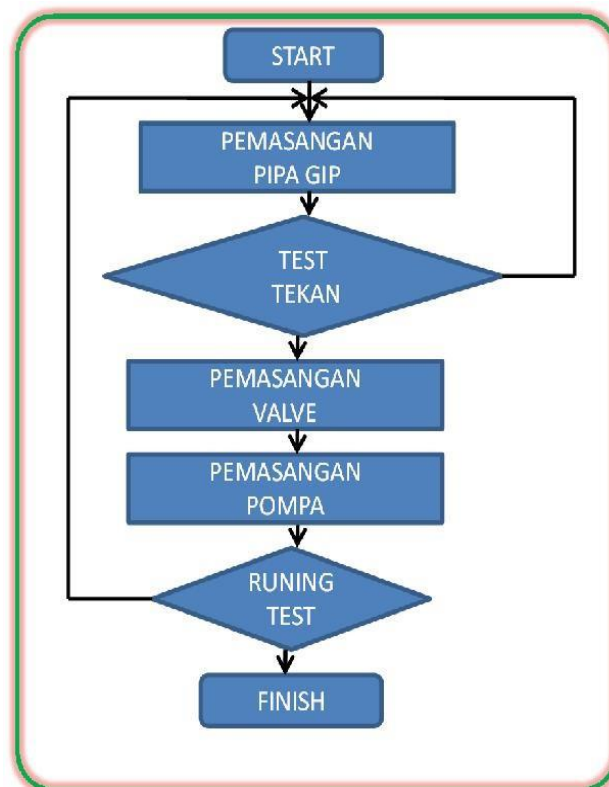 START
PEMASANGAN
PIPA GIP
TEST
TEKAN
PEMASANGAN
VALVE
PEMASANGAN
POMPA
RUNING
TEST
FINISH